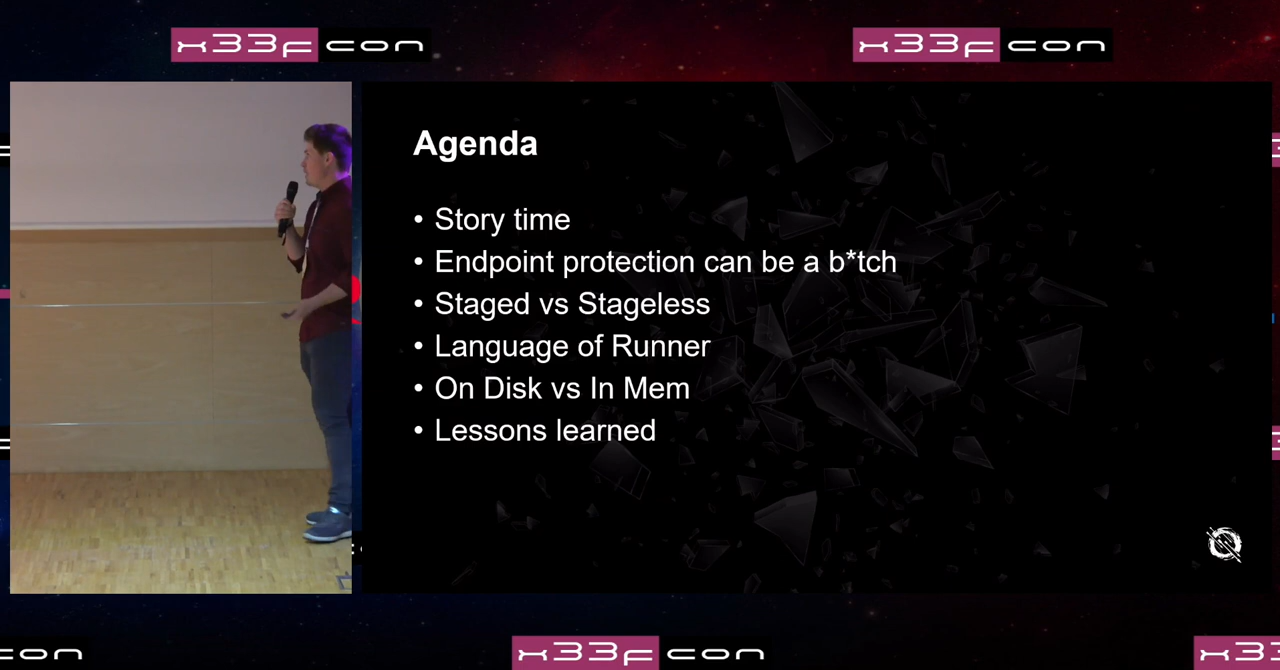 x33fcon
x33fcon
Agenda
• Story time
• Endpoint protection can be a b*tch
• Staged vs Stageless
• Language of Runner
• On Disk vs In Mem
• Lessons learned
con
x33fcon
x33